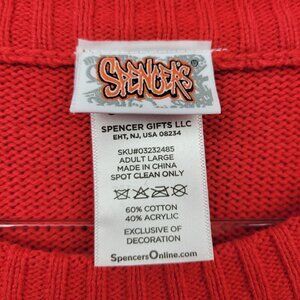 SPENCER'S
®
SPENCER GIFTS LLC
EHT, NJ, USA 08234
SKU#03232485
ADULT LARGE
MADE IN CHINA
SPOT CLEAN ONLY
60% COTTON
40% ACRYLIC
EXCLUSIVE OF
DECORATION
SpencersOnline.com